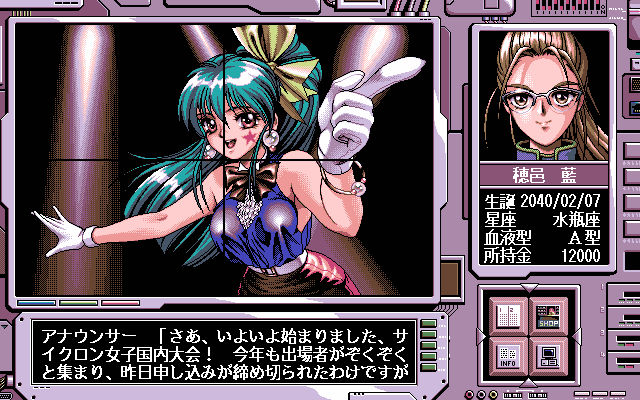 穂邑 藍
生誕 2040/02/07
星座 水瓶座
血液型 A型
所持金 12000
SHOP
INFO
アナウンサー 「さあ、いよいよ始まりました、サ
イクロン女子国内大会! 今年も出場者がぞくぞく
と集まり、昨日申し込みが締め切られたわけですが